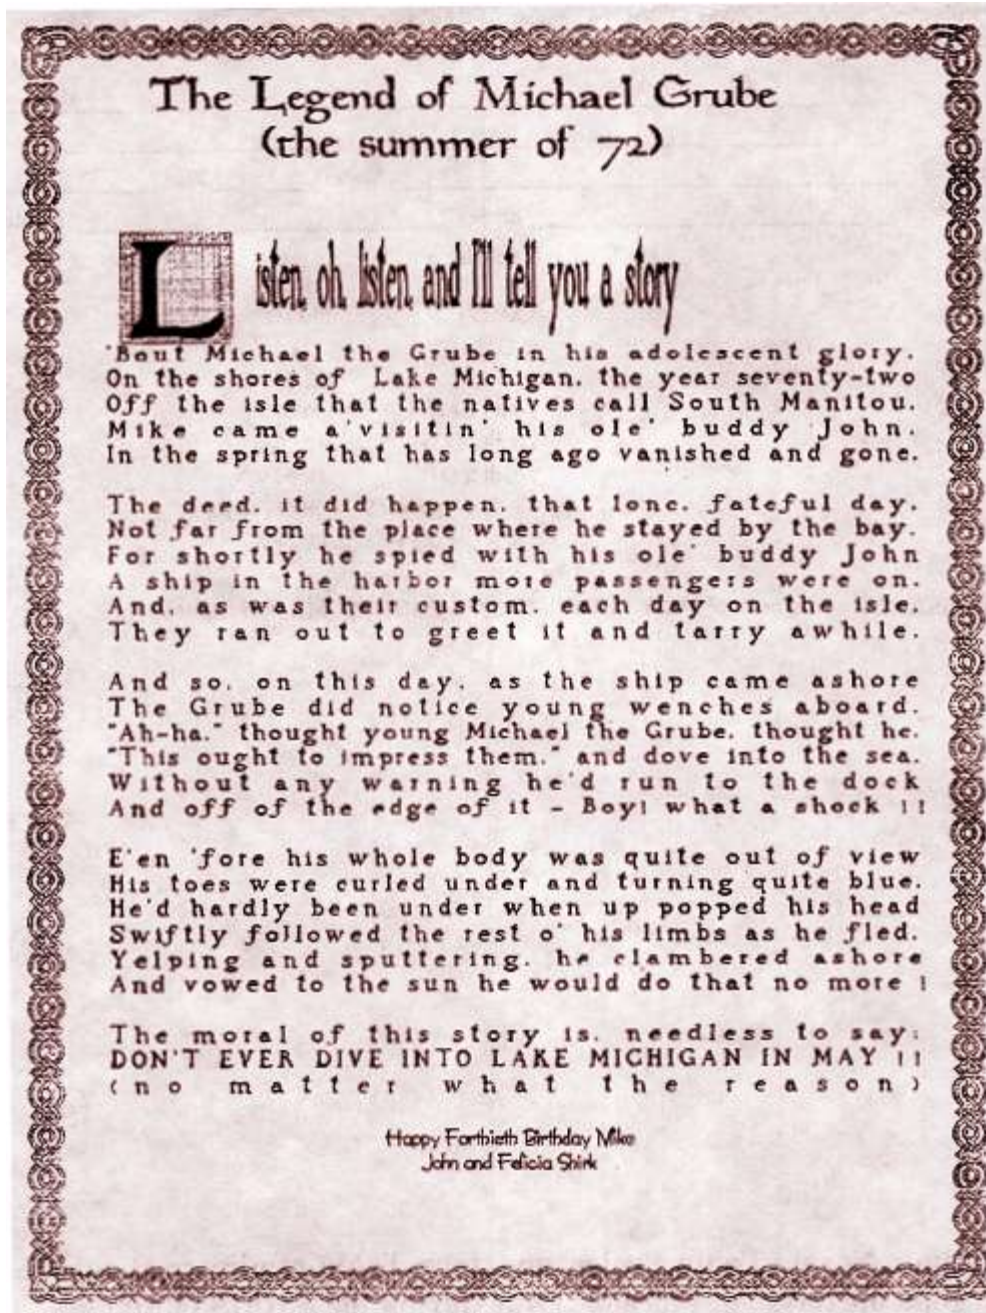 The Legend of Michael Grube
(the summer of 72)
Listen, oh, listen, and I'll tell you a story
'Bout Michael the Grube in his adolescent glory.
On the shores of Lake Michigan, the year seventy-two
Off the isle that the natives call South Manitou.
Mike came a'visitin' his ole' buddy John.
In the spring that has long ago vanished and gone.
The deed, it did happen, that lone, fateful day.
Not far from the place where he stayed by the bay.
For shortly he spied with his ole' buddy John
A ship in the harbor more passengers were on.
And, as was their custom, each day on the isle.
They ran out to greet it and tarry awhile.
And so, on this day, as the ship came ashore
The Grube did notice young wenches aboard.
"Ah-ha," thought young Michael the Grube, thought he.
"This ought to impress them," and dove into the sea.
Without any warning he'd run to the dock
And off of the edge of it - Boy! what a shock !!
E'en 'fore his whole body was quite out of view
His toes were curled under and turning quite blue.
He'd hardly been under when up popped his head
Swiftly followed the rest o' his limbs as he fled.
Yelping and sputtering, he clambered ashore
And vowed to the sun he would do that no more !
The moral of this story is, needless to say:
DON'T EVER DIVE INTO LAKE MICHIGAN IN MAY !!
(no matter what the reason)
Happy Forthieth Birthday Mike
John and Felicia Shirk